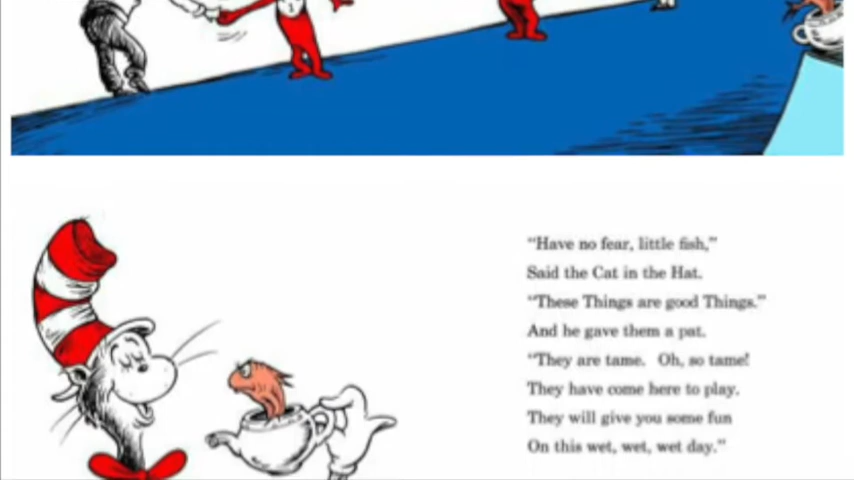 “Have no fear, little fish,”
Said the Cat in the Hat.
“These Things are good Things.”
And he gave them a pat.
“They are tame. Oh, so tame!
They have come here to play.
They will give you some fun
On this wet, wet, wet day.”